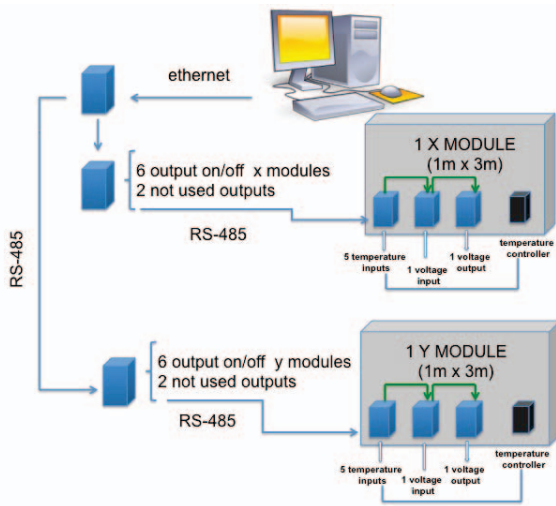 ethernet
1 X MODULE
(1m x 3m)
6 output on/off x modules
2 not used outputs
RS-485
RS-485
5 temperature
inputs
1 voltage
input
1 voltage
output
temperature
controller
1 Y MODULE
(1m x 3m)
6 output on/off y modules
2 not used outputs
RS-485
5 temperature
inputs
1 voltage
input
1 voltage
output
temperature
controller